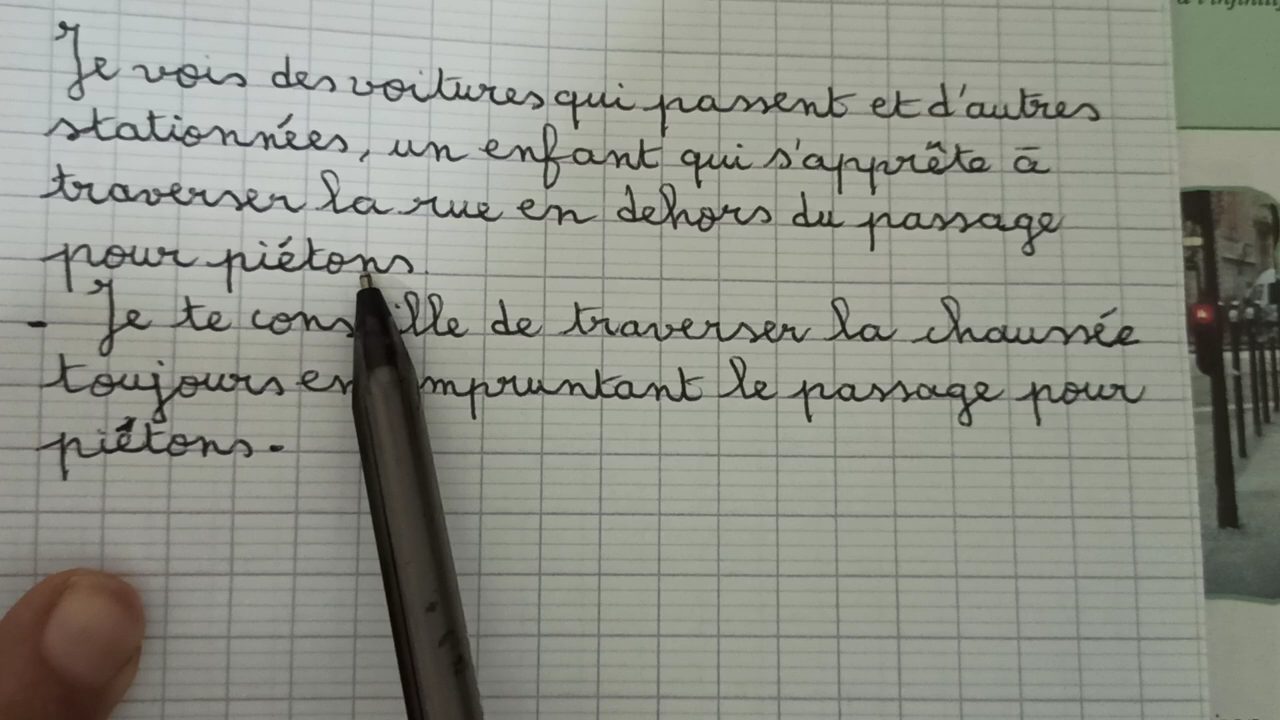 Je vois des voitures qui passent et d'autres
stationnées, un enfant qui s'apprête à
traverser la rue en dehors du passage
pour piétons
- Je te conseille de traverser la chaussée
toujours en empruntant le passage pour
piétons.